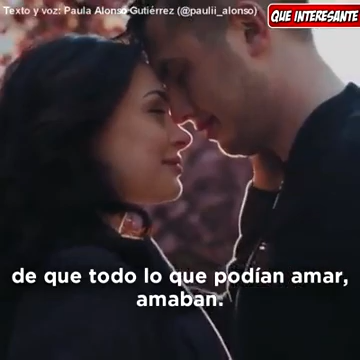 Texto y voz: Paula Alonso Gutiérrez (@paulii_alonso)
QUE INTERESANTE
de que todo lo que podían amar,
amaban.